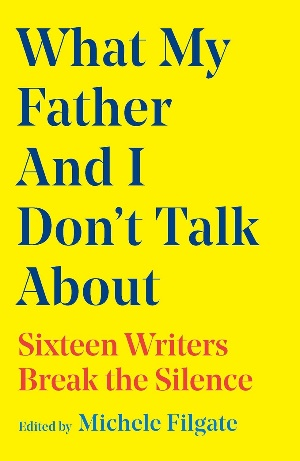 What My
Father
And I
Don't Talk
About
Sixteen Writers
Break the Silence
Edited by Michele Filgate